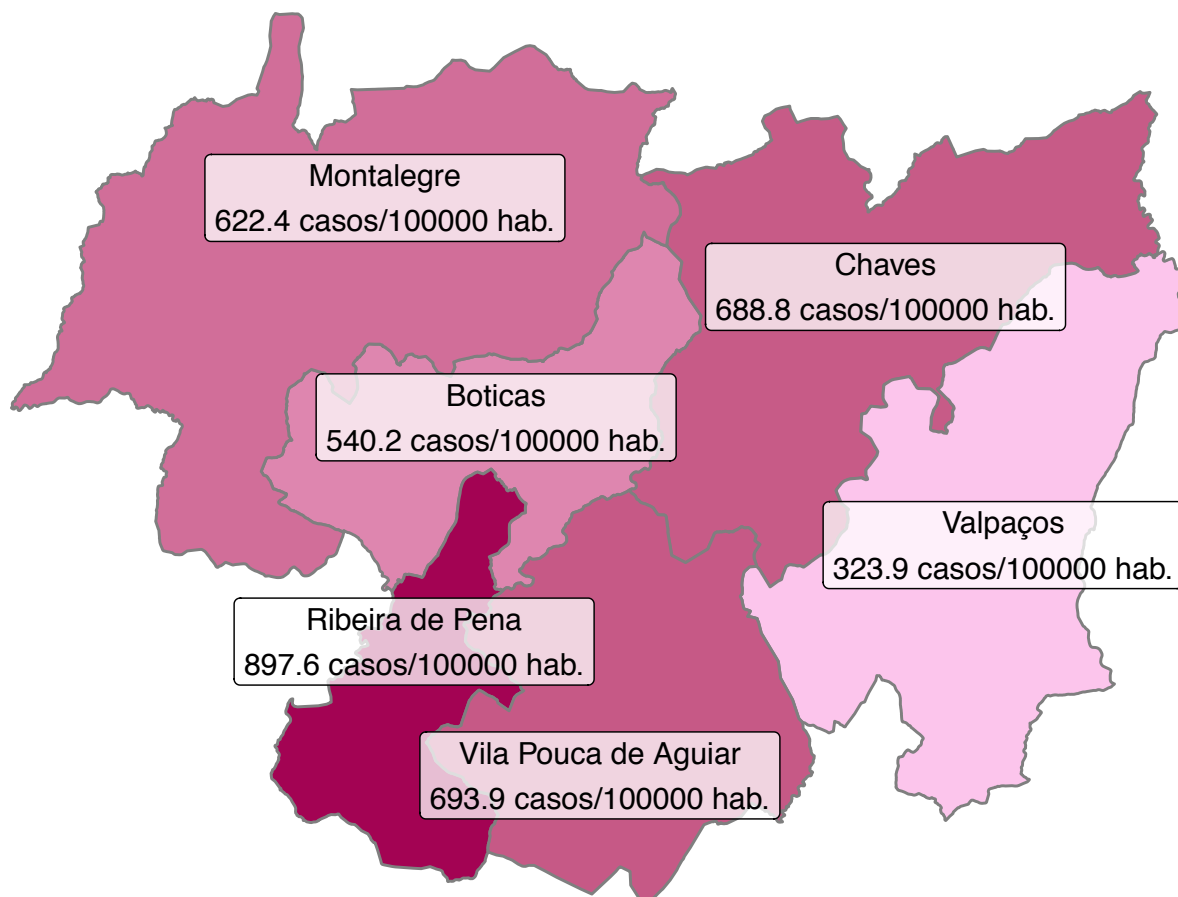 Montalegre
622.4 casos/100000 hab.
Chaves
688.8 casos/100000 hab.
Boticas
540.2 casos/100000 hab.
Valpaços
323.9 casos/100000 hab.
Ribeira de Pena
897.6 casos/100000 hab.
Vila Pouca de Aguiar
693.9 casos/100000 hab.